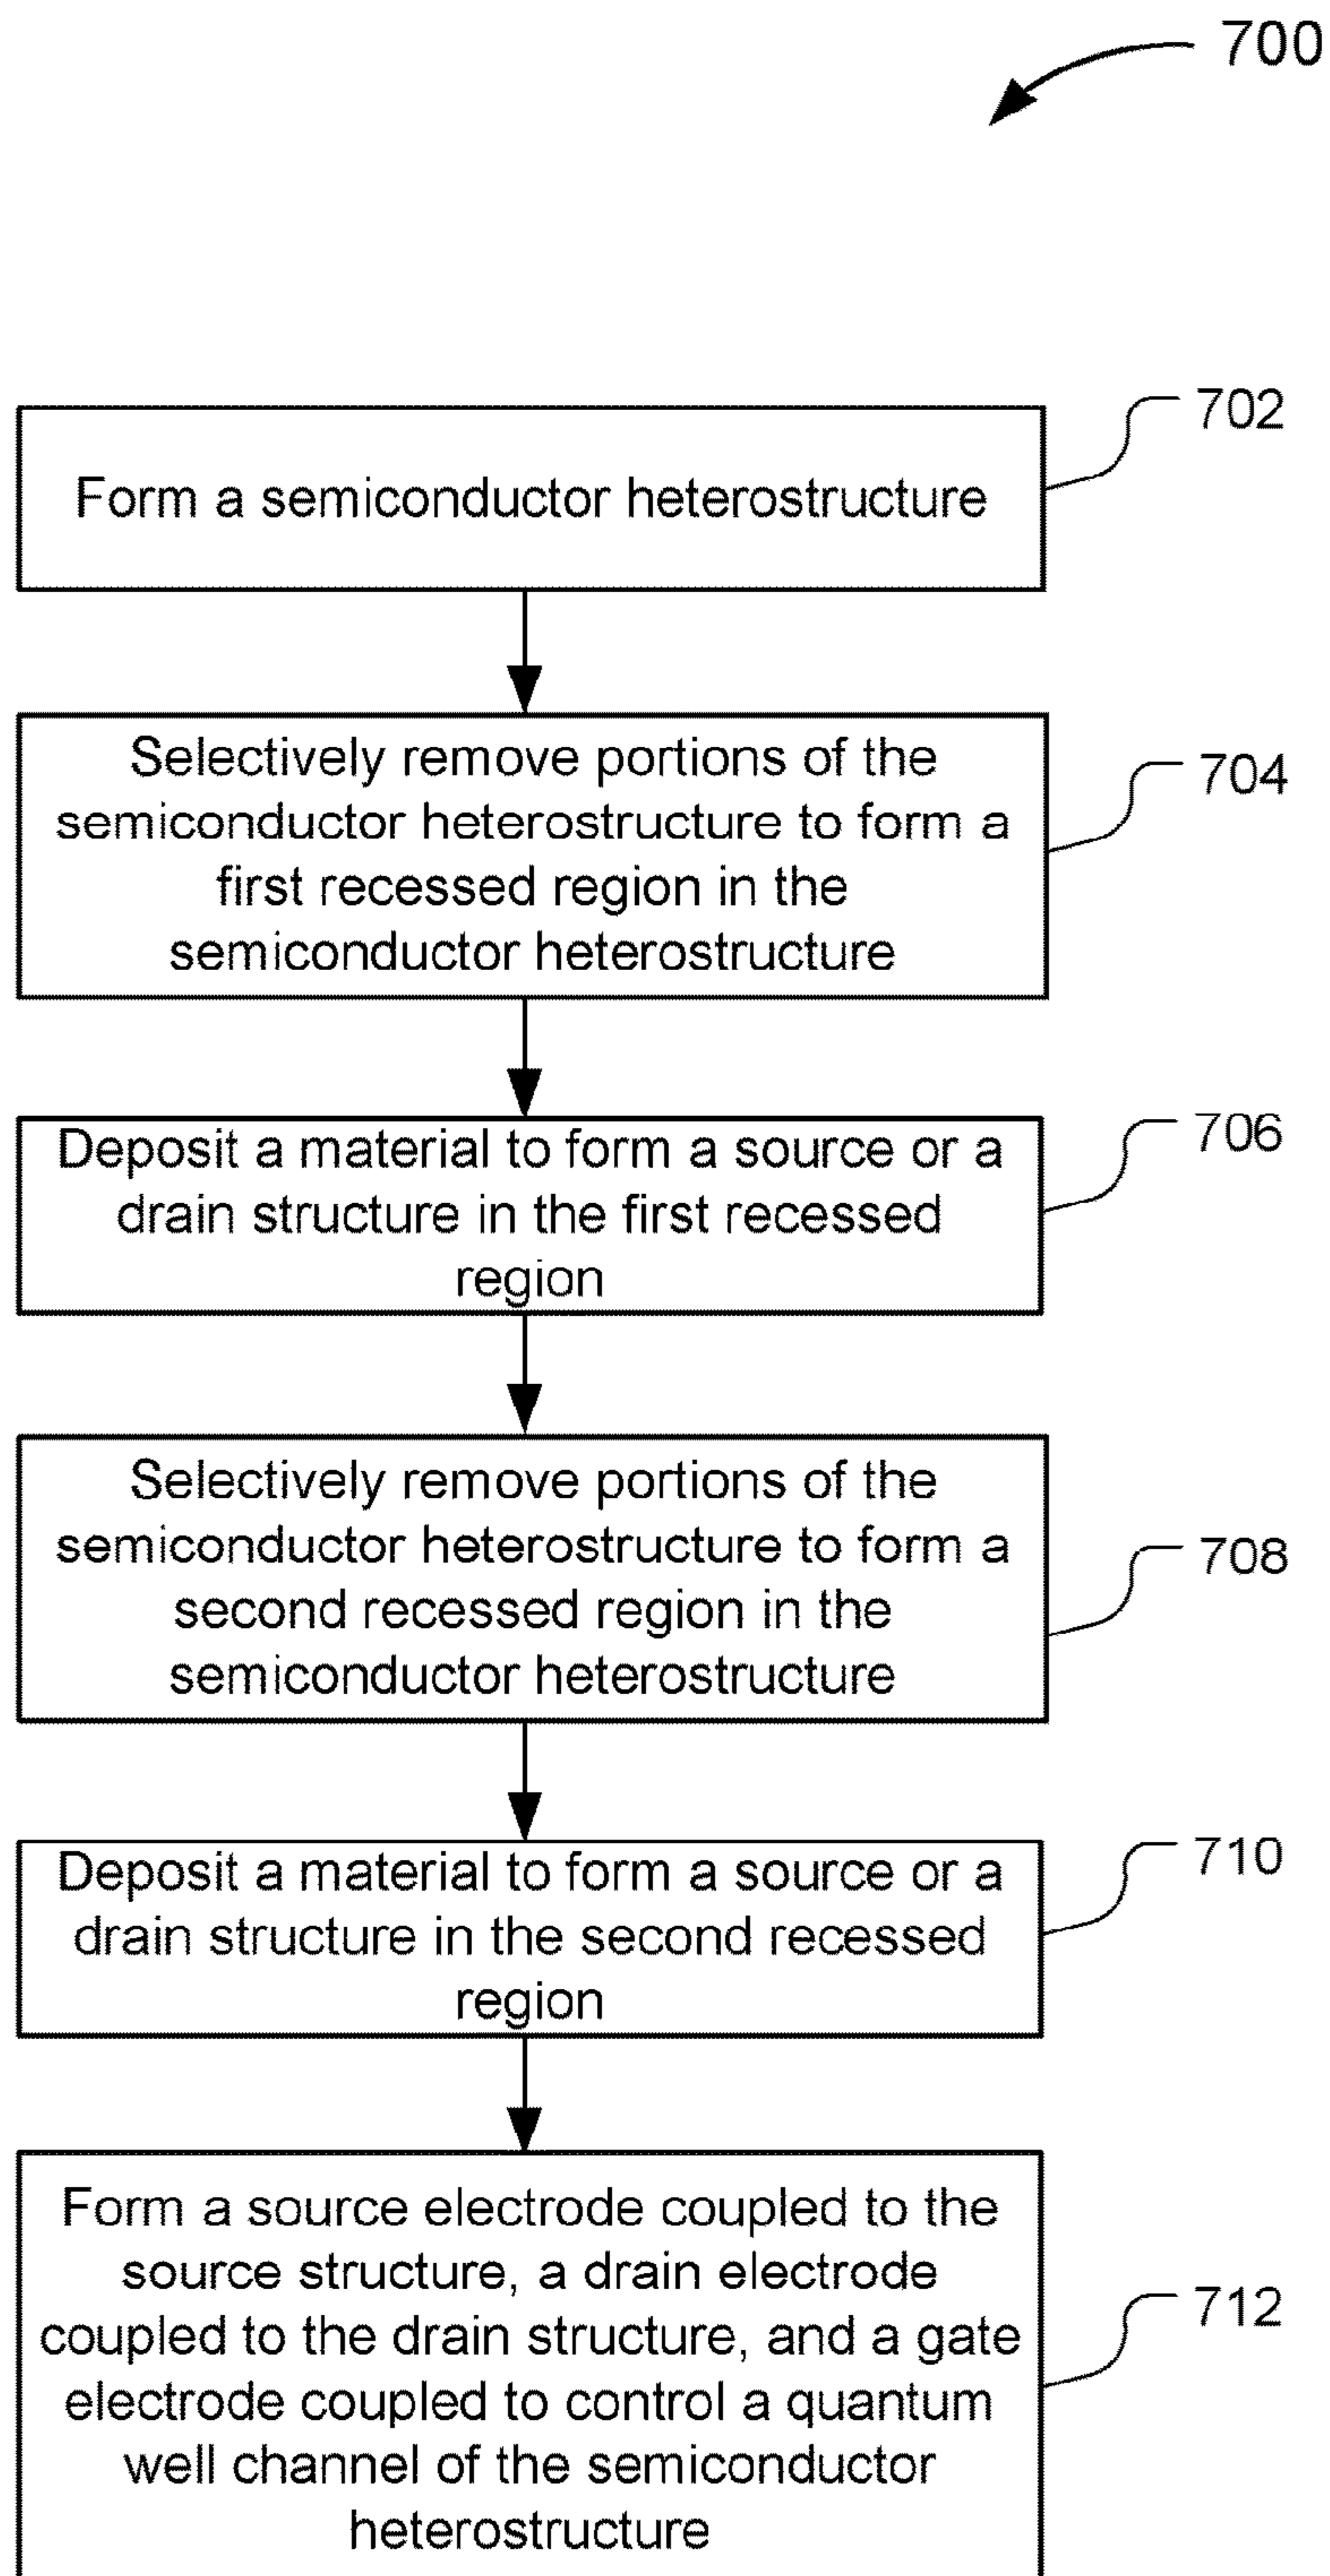 700
702
Form a semiconductor heterostructure
Selectively remove portions of the
semiconductor heterostructure to form a
first recessed region in the
semiconductor heterostructure
704
Deposit a material to form a source or a
drain structure in the first recessed
region
706
Selectively remove portions of the
semiconductor heterostructure to form a
second recessed region in the
semiconductor heterostructure
708
Deposit a material to form a source or a
drain structure in the second recessed
region
710
Form a source electrode coupled to the
source structure, a drain electrode
coupled to the drain structure, and a gate
electrode coupled to control a quantum
well channel of the semiconductor
heterostructure
712